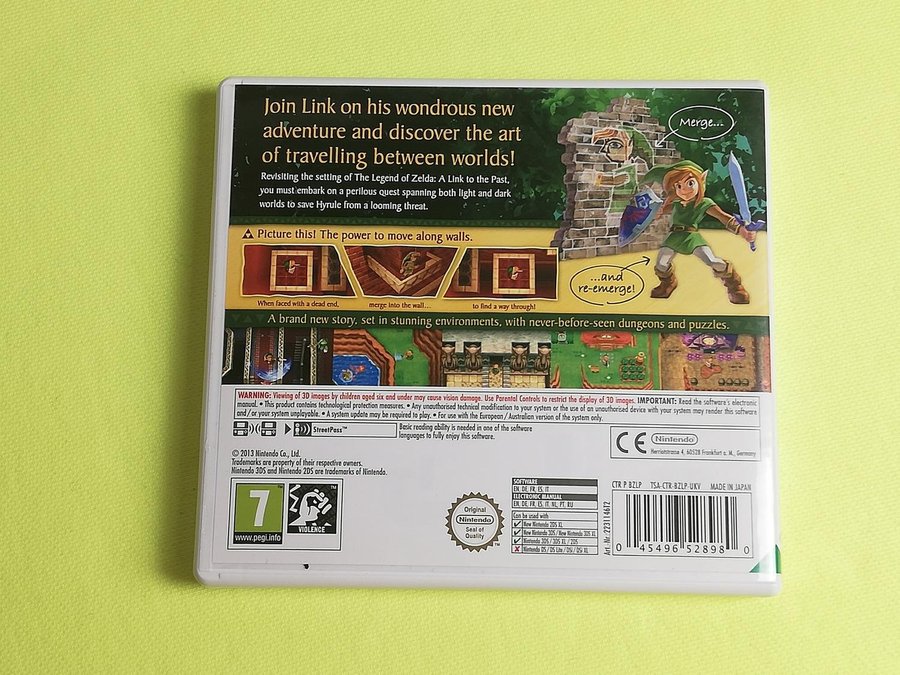 Join Link on his wondrous new
adventure and discover the art
of travelling between worlds!
Revisiting the setting of The Legend of Zelda: A Link to the Past,
you must embark on a perilous quest spanning both light and dark
worlds to save Hyrule from a looming threat.
Merge...
...and
re-emerge!
Picture this! The power to move along walls.
When faced with a dead end,
merge into the wall...
to find a way through!
A brand new story, set in stunning environments, with never-before-seen dungeons and puzzles.
WARNING: Viewing of 3D images by children aged six and under may cause vision damage. Use Parental Controls to restrict the display of 3D images. IMPORTANT: Read the software's electronic
manual. • This product contains technological protection measures. • Any unauthorised technical modification to your system or the use of an unauthorised device with your system may render this software
and/or your system unplayable. • A system update may be required to play. • For use with the European / Australian version of the system only.
StreetPass™
Basic reading ability is needed in one of the software
languages to fully enjoy this software.
CE
Nintendo
Herriotstrasse 4, 60528 Frankfurt a. M., Germany
© 2013 Nintendo Co., Ltd.
Trademarks are property of their respective owners.
Nintendo 3DS and Nintendo 2DS are trademarks of Nintendo.
7
www.pegi.info
VIOLENCE
Original
Nintendo
Seal of
Quality
SOFTWARE
EN, DE, FR, ES, IT
ELECTRONIC MANUAL
EN, DE, FR, ES, IT, NL, PT, RU
Can be used with
New Nintendo 2DS XL
New Nintendo 3DS / New Nintendo 3DS XL
Nintendo 3DS / 3DS XL / 2DS
Nintendo DS / DS Lite / DSi / DSi XL
Art.-Nr. 2231146T2
CTR P BZLP TSA-CTR-BZLP-UKV MADE IN JAPAN
0 45496 52898 0